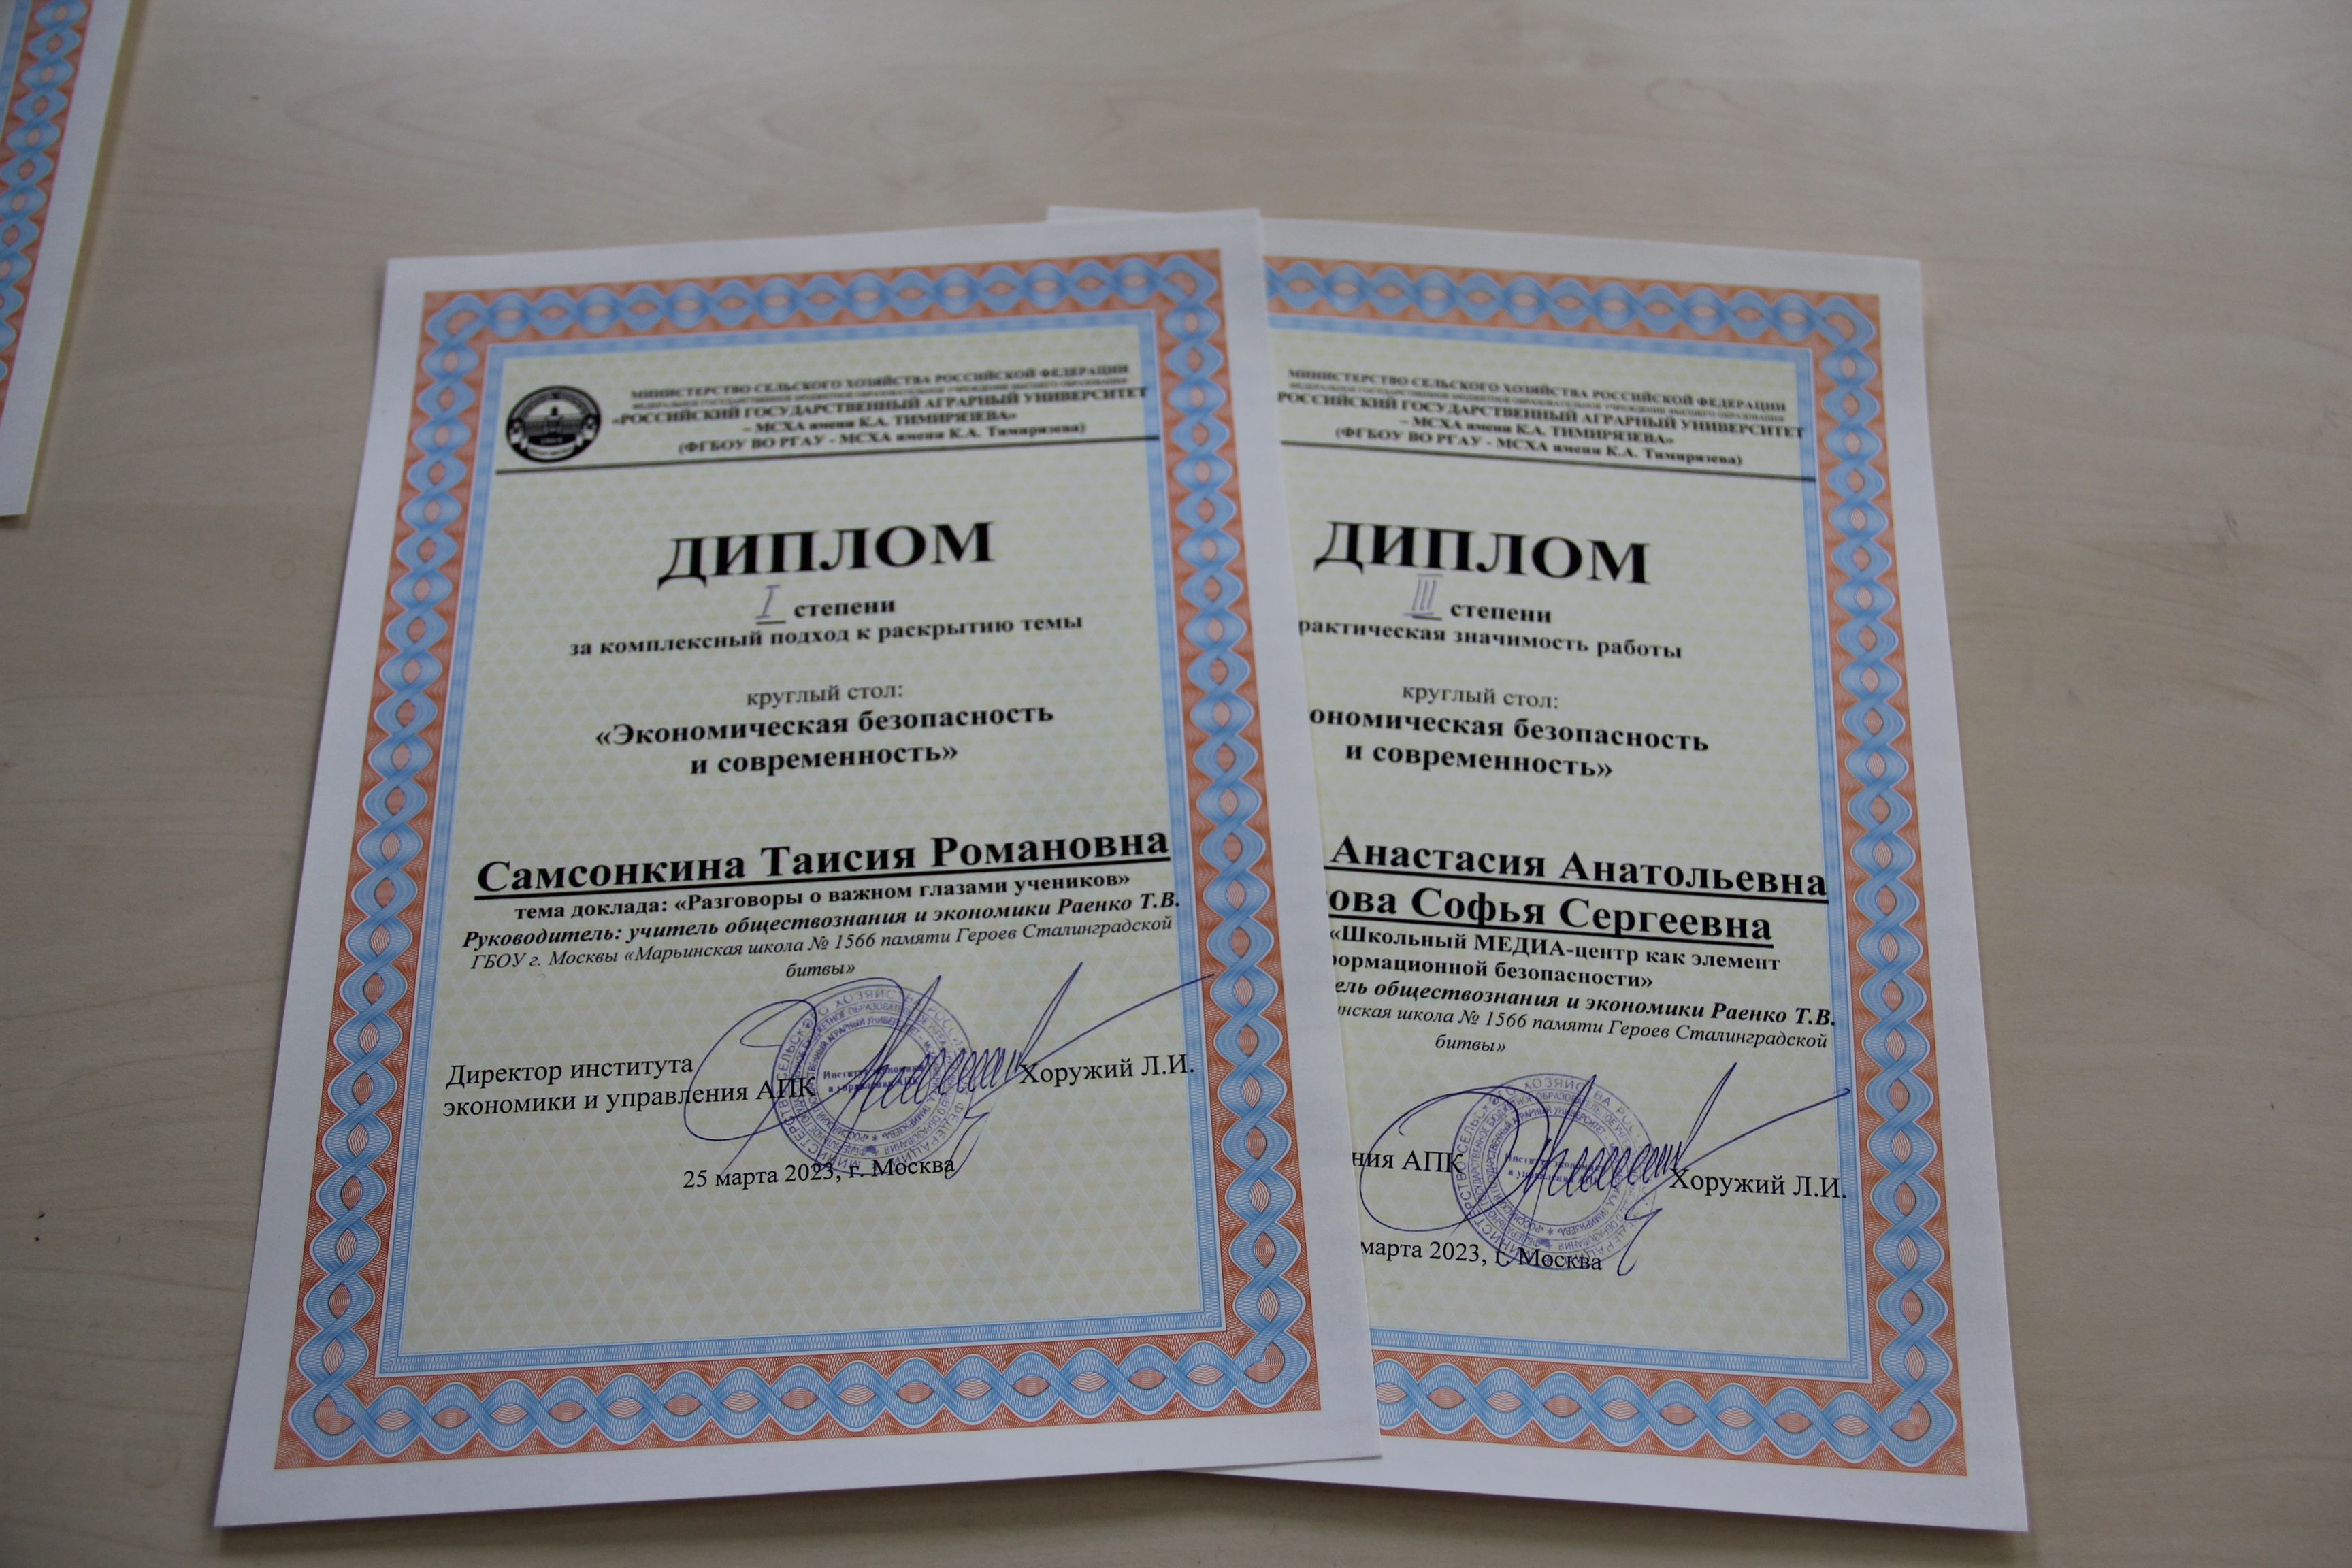 МИНИСТЕРСТВО СЕЛЬСКОГО ХОЗЯЙСТВА РОССИЙСКОЙ ФЕДЕРАЦИИ
«РОССИЙСКИЙ ГОСУДАРСТВЕННЫЙ АГРАРНЫЙ УНИВЕРСИТЕТ
– МСХА имени К.А. ТИМИРЯЗЕВА»
(ФГБОУ ВО РГАУ - МСХА имени К.А. Тимирязева)
ДИПЛОМ
I степени
за комплексный подход к раскрытию темы
круглый стол:
«Экономическая безопасность
и современность»
Самсонкина Таисия Романовна
тема доклада: «Разговоры о важном глазами учеников»
Руководитель: учитель обществознания и экономики Раенко Т.В.
ГБОУ г. Москвы «Марьинская школа № 1566 памяти Героев Сталинградской
битвы»
Директор института
экономики и управления АПК
Хоружий Л.И.
25 марта 2023, г. Москва
МИНИСТЕРСТВО СЕЛЬСКОГО ХОЗЯЙСТВА РОССИЙСКОЙ ФЕДЕРАЦИИ
РОССИЙСКИЙ ГОСУДАРСТВЕННЫЙ АГРАРНЫЙ УНИВЕРСИТЕТ
– МСХА имени К.А. ТИМИРЯЗЕВА»
(ФГБОУ ВО РГАУ - МСХА имени К.А. Тимирязева)
ДИПЛОМ
III степени
рактическая значимость работы
круглый стол:
ономическая безопасность
и современность»
Анастасия Анатольевна
ова Софья Сергеевна
«Школьный МЕДИА-центр как элемент
ормационной безопасности»
ель обществознания и экономики Раенко Т.В.
инская школа № 1566 памяти Героев Сталинградской
битвы»
ния АПК
Хоружий Л.И.
марта 2023, г. Москва